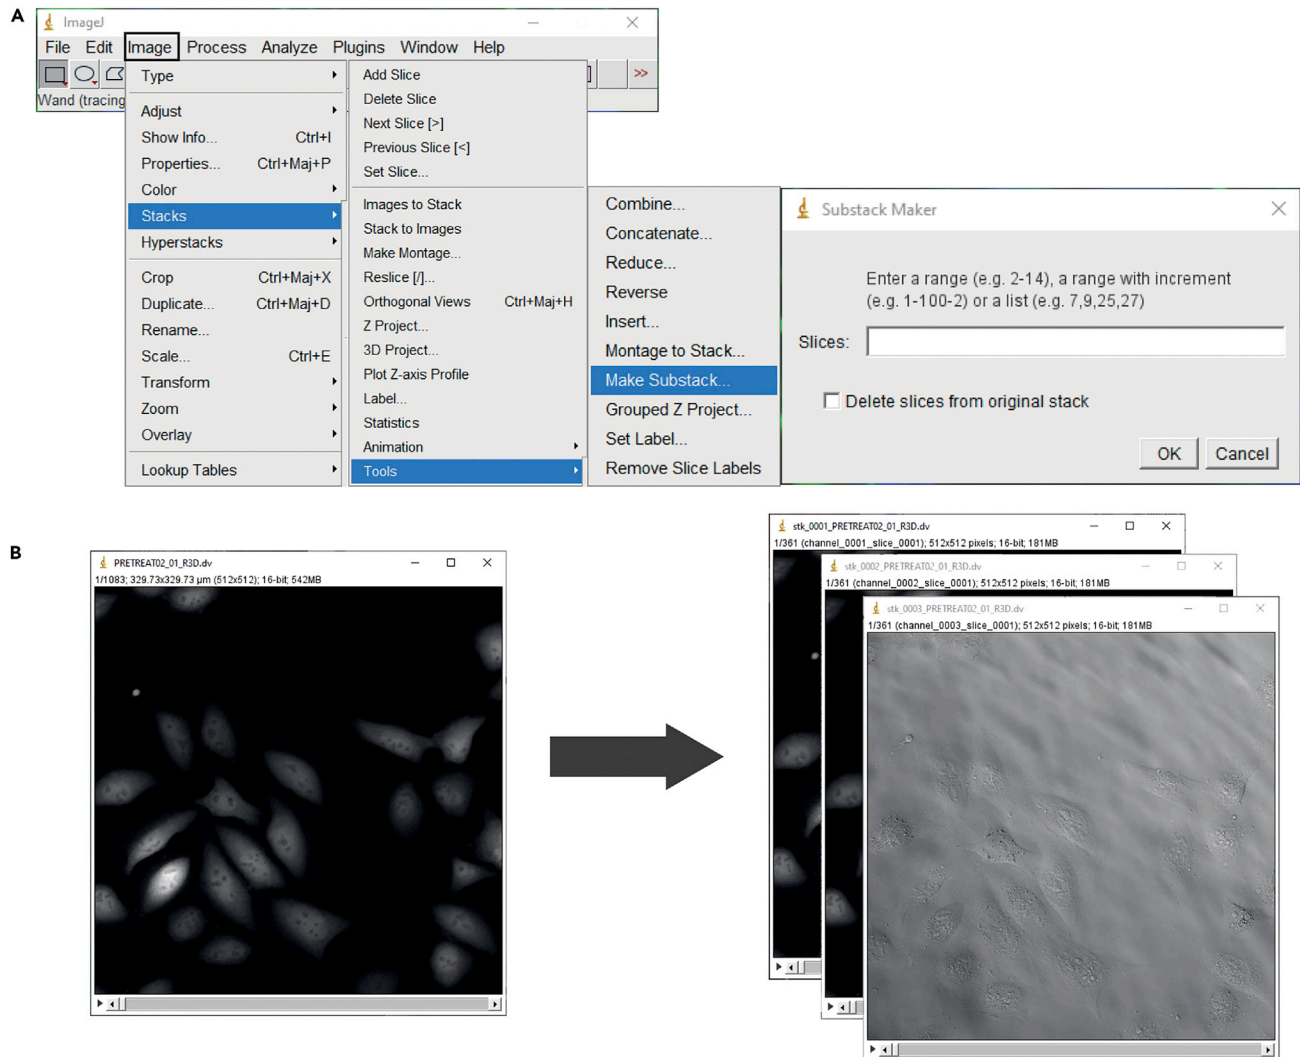 A
ImageJ
File Edit Image Process Analyze Plugins Window Help
>>
Wand (tracing
Type
Adjust
Show Info... Ctrl+I
Properties... Ctrl+Maj+P
Color
Stacks
Hyperstacks
Crop Ctrl+Maj+X
Duplicate... Ctrl+Maj+D
Rename...
Scale... Ctrl+E
Transform
Zoom
Overlay
Lookup Tables
Add Slice
Delete Slice
Next Slice [>]
Previous Slice [<]
Set Slice...
Images to Stack
Stack to Images
Make Montage...
Reslice [/]...
Orthogonal Views Ctrl+Maj+H
Z Project...
3D Project...
Plot Z-axis Profile
Label...
Statistics
Animation
Tools
Combine...
Concatenate...
Reduce...
Reverse
Insert...
Montage to Stack...
Make Substack...
Grouped Z Project...
Set Label...
Remove Slice Labels
Substack Maker
Enter a range (e.g. 2-14), a range with increment
(e.g. 1-100-2) or a list (e.g. 7,9,25,27)
Slices:
Delete slices from original stack
OK Cancel
B
PRETREAT02_01_R3D.dv
1/1083; 329.73x329.73 µm (512x512); 16-bit; 542MB
stk_0001_PRETREAT02_01_R3D.dv
1/361 (channel_0001_slice_0001); 512x512 pixels; 16-bit; 181MB
stk_0002_PRETREAT02_01_R3D.dv
1/361 (channel_0002_slice_0001); 512x512 pixels; 16-bit; 181MB
stk_0003_PRETREAT02_01_R3D.dv
1/361 (channel_0003_slice_0001); 512x512 pixels; 16-bit; 181MB